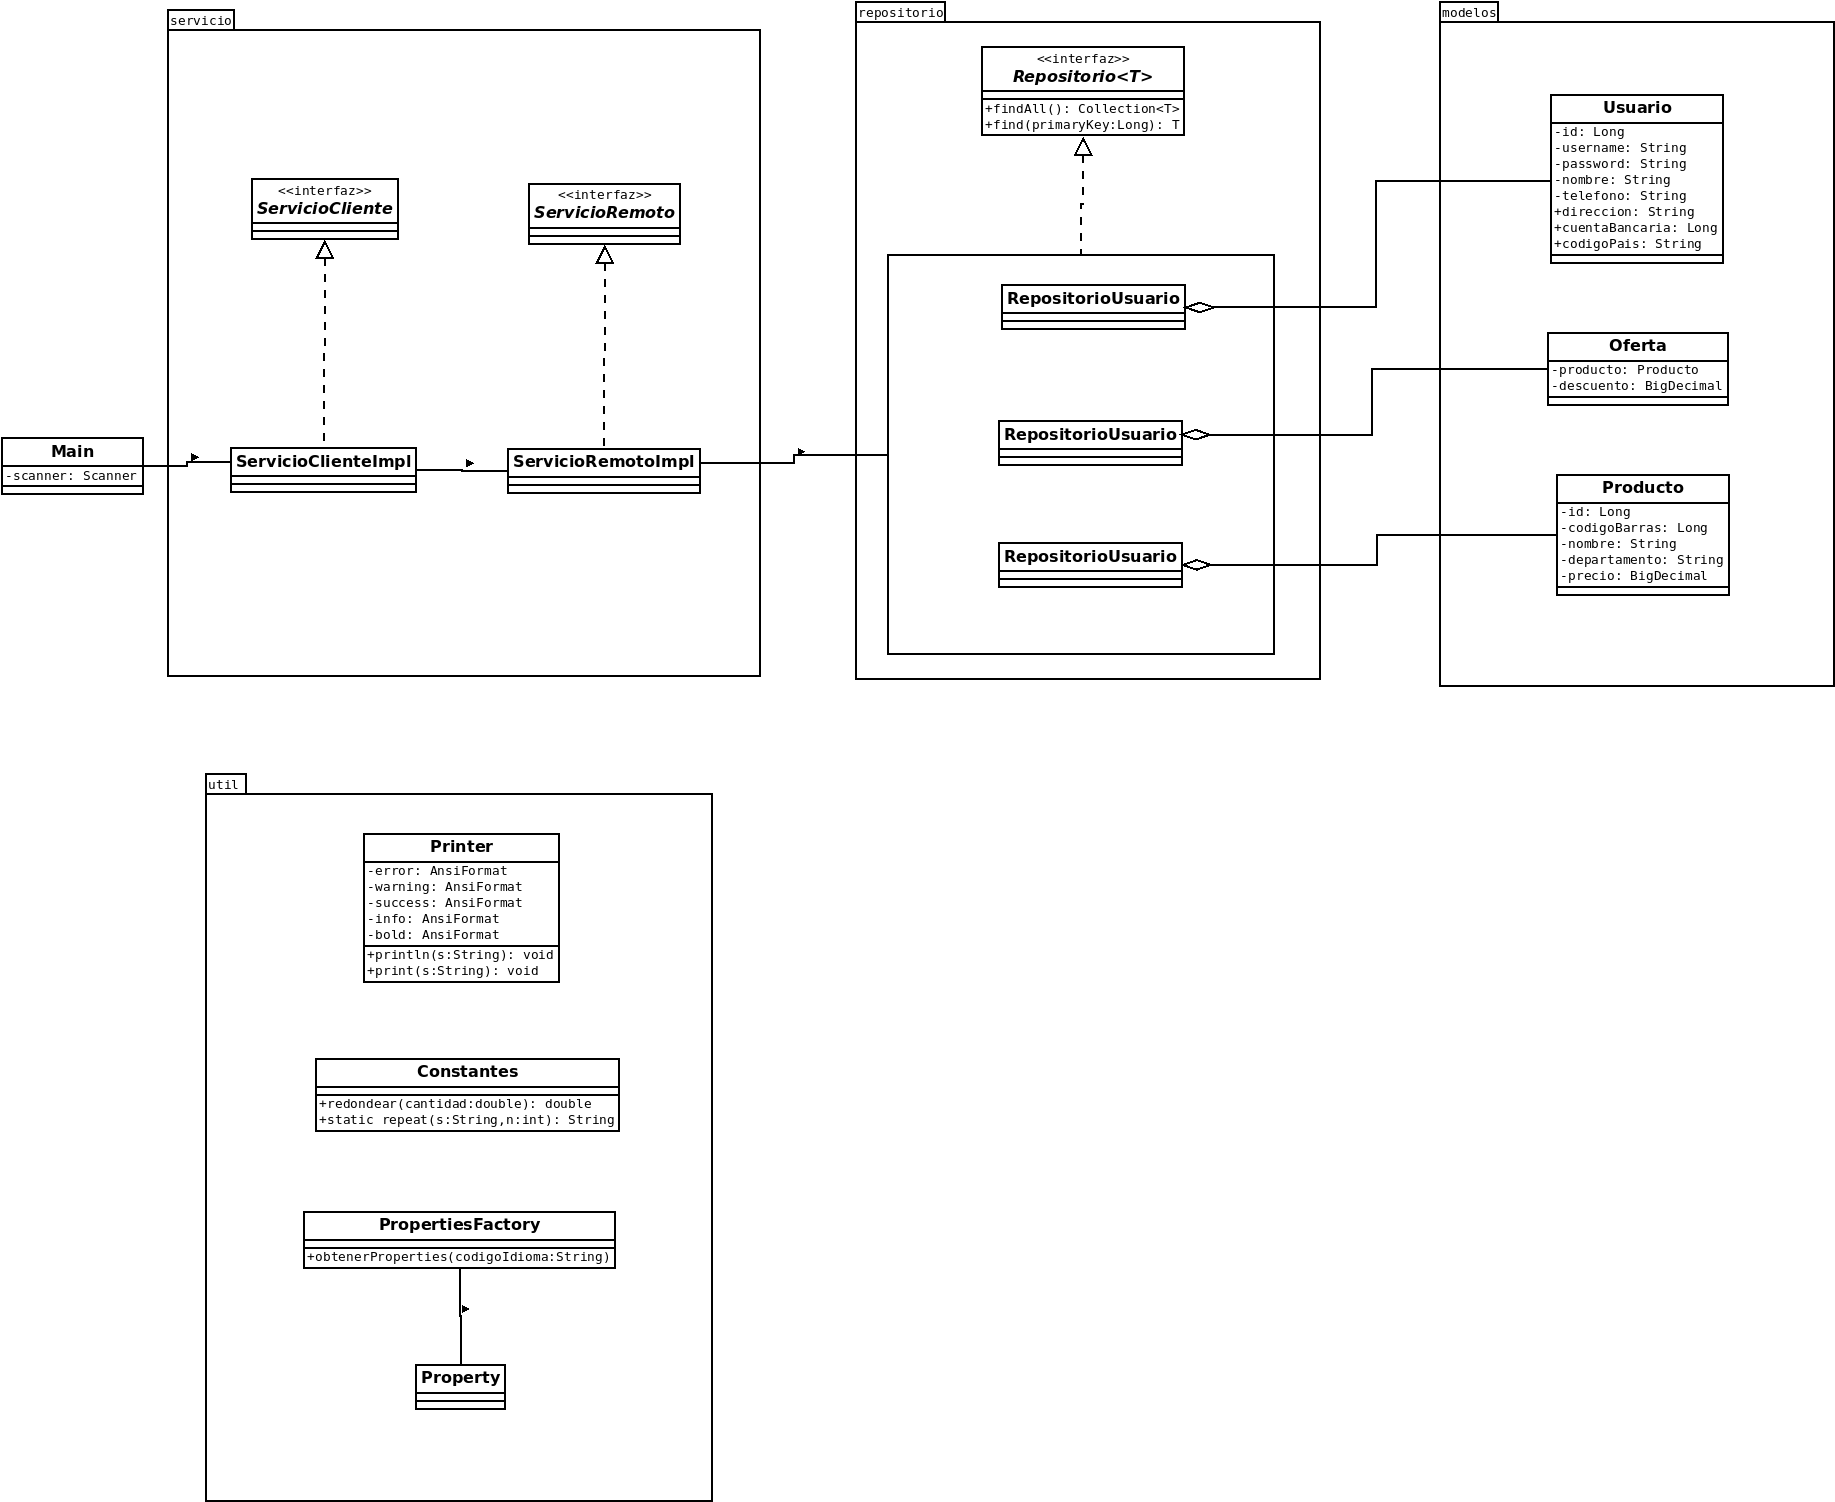 servicio
<<interfaz>>
ServicioCliente
<<interfaz>>
ServicioRemoto
Main
-scanner: Scanner
ServicioClienteImpl
ServicioRemotoImpl
repositorio
<<interfaz>>
Repositorio<T>
+findAll(): Collection<T>
+find(primaryKey:Long): T
RepositorioUsuario
RepositorioUsuario
RepositorioUsuario
modelos
Usuario
-id: Long
-username: String
-password: String
-nombre: String
-telefono: String
+direccion: String
+cuentaBancaria: Long
+codigoPais: String
Oferta
-producto: Producto
-descuento: BigDecimal
Producto
-id: Long
-codigoBarras: Long
-nombre: String
-departamento: String
-precio: BigDecimal
util
Printer
-error: AnsiFormat
-warning: AnsiFormat
-success: AnsiFormat
-info: AnsiFormat
-bold: AnsiFormat
+println(s:String): void
+print(s:String): void
Constantes
+redondear(cantidad:double): double
+static repeat(s:String,n:int): String
PropertiesFactory
+obtenerProperties(codigoIdioma:String)
Property